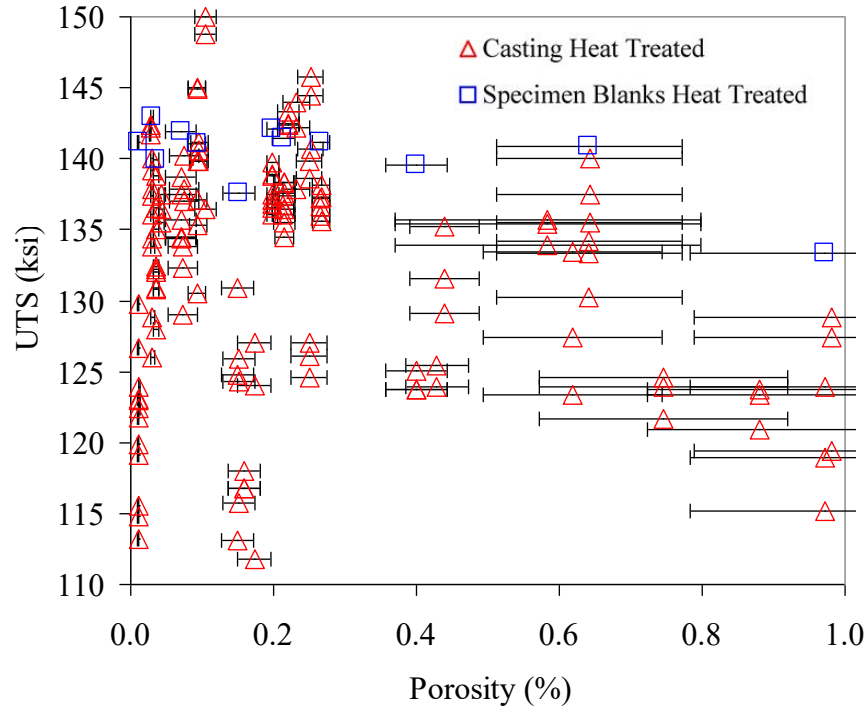 150
145
140
135
130
125
120
115
110
UTS (ksi)
Casting Heat Treated
Specimen Blanks Heat Treated
0.0 0.2 0.4 0.6 0.8 1.0
Porosity (%)